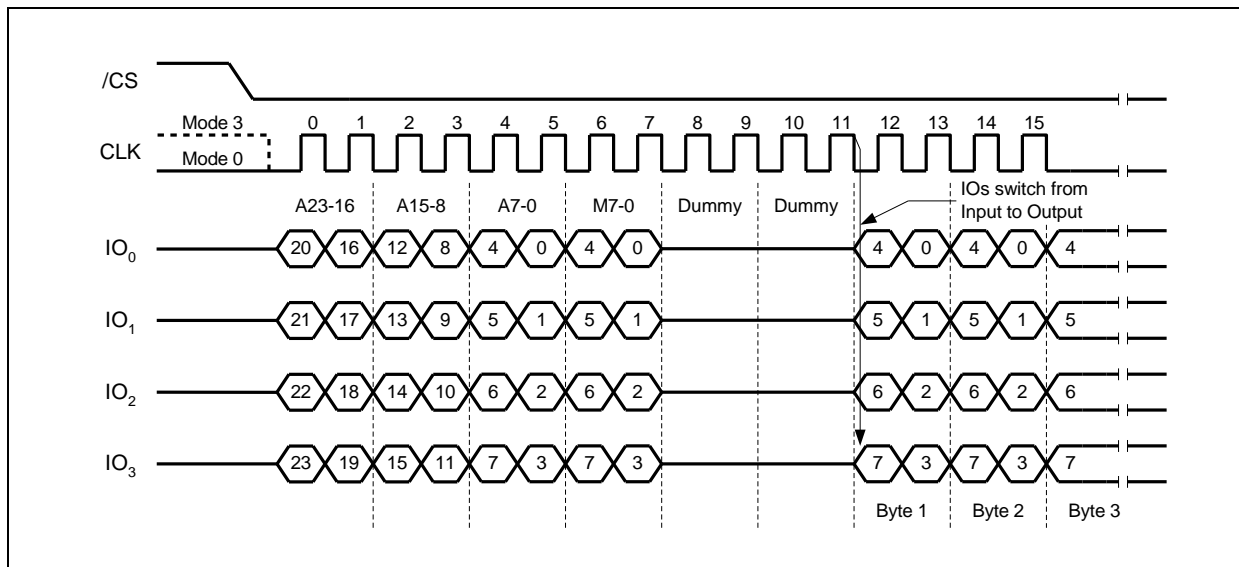 /CS
Mode 3 0 1 2 3 4 5 6 7 8 9 10 11 12 13 14 15
CLK
Mode 0
IOs switch from
Input to Output
A23-16 A15-8 A7-0 M7-0 Dummy Dummy
IO0 20 16 12 8 4 0 4 0 4 0 4 0 4
IO1 21 17 13 9 5 1 5 1 5 1 5 1 5
IO2 22 18 14 10 6 2 6 2 6 2 6 2 6
IO3 23 19 15 11 7 3 7 3 7 3 7 3 7
Byte 1 Byte 2 Byte 3